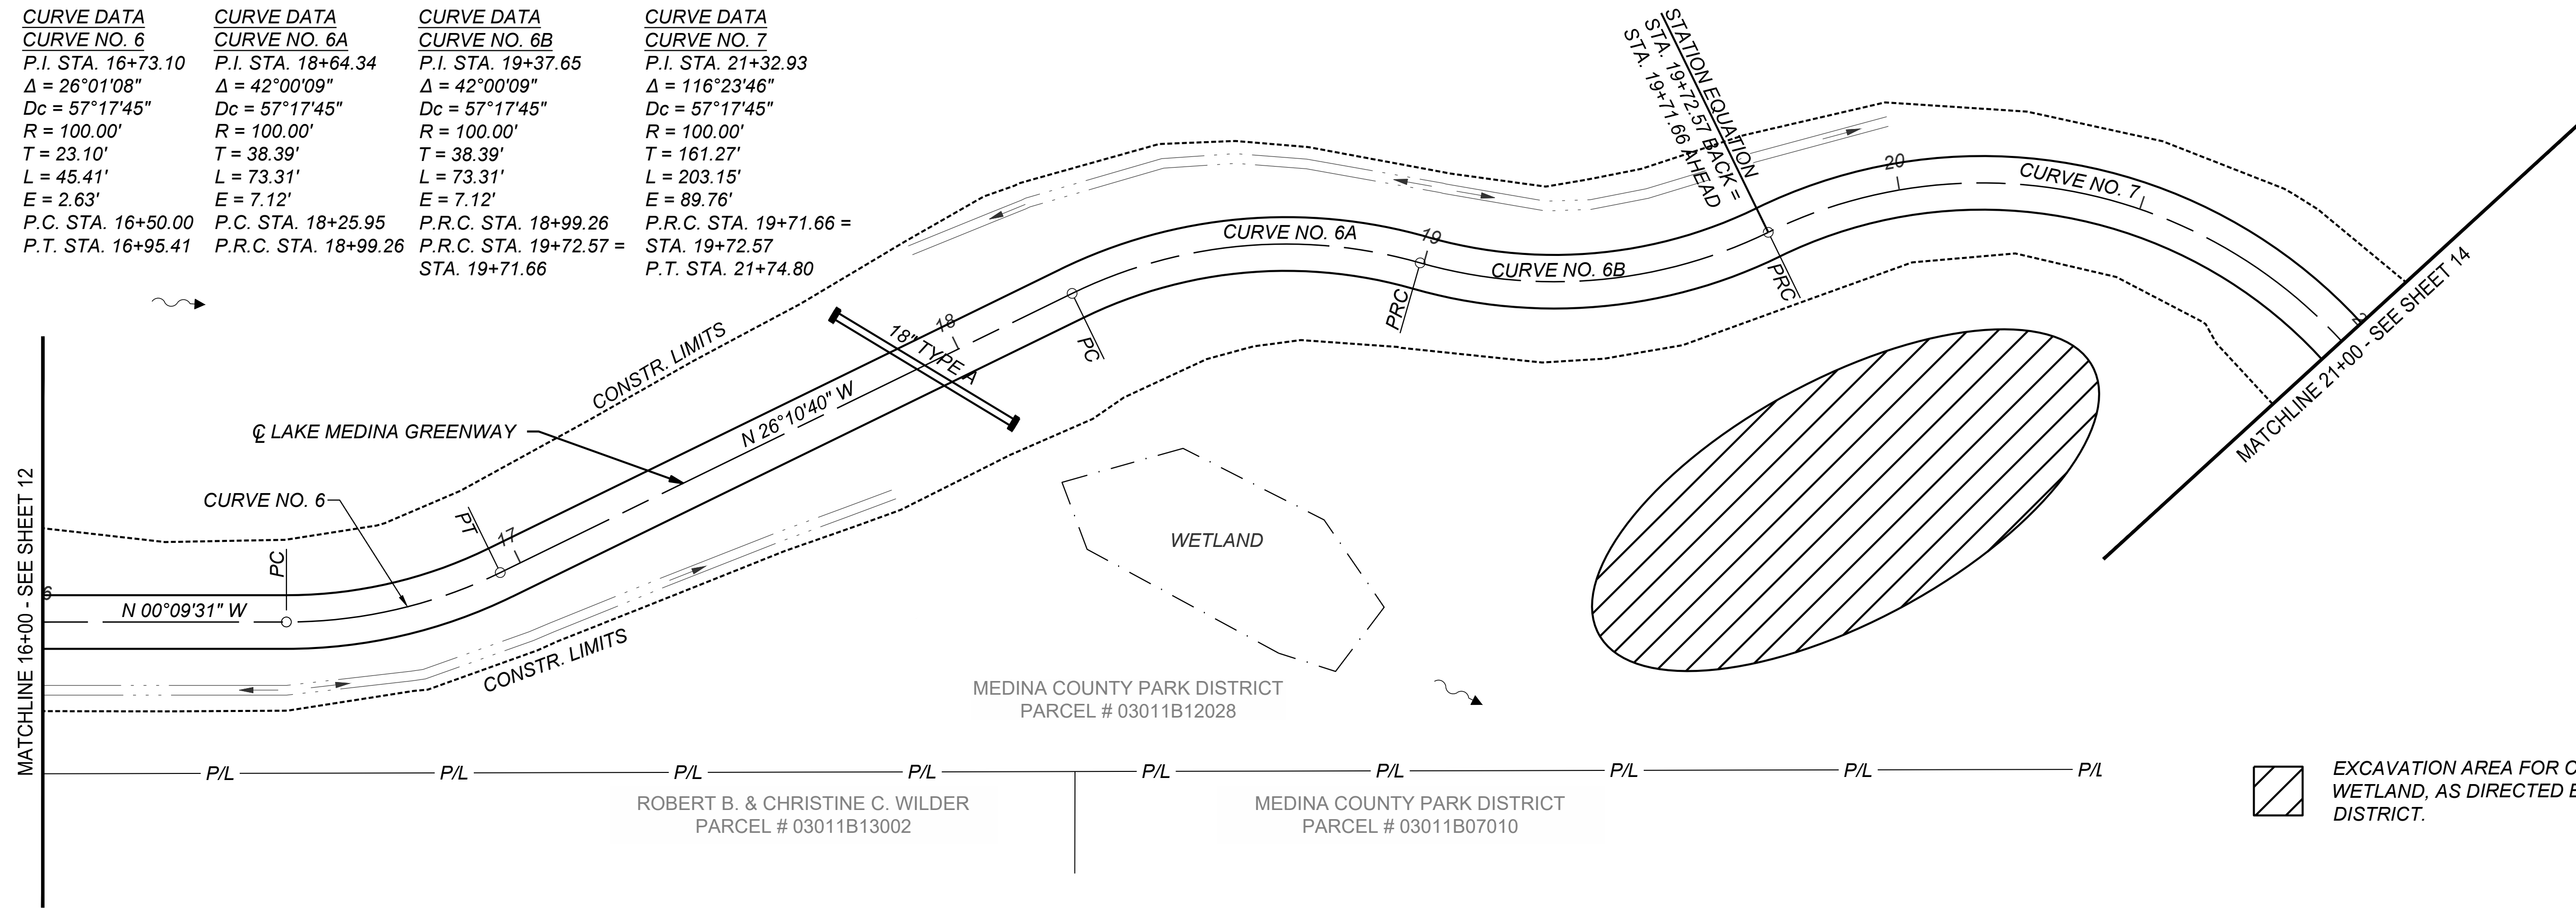 CURVE DATA
CURVE NO. 6
P.I. STA. 16+73.10
Δ = 26°01'08"
Dc = 57°17'45"
R = 100.00'
T = 23.10'
L = 45.41'
E = 2.63'
P.C. STA. 16+50.00
P.T. STA. 16+95.41
CURVE DATA
CURVE NO. 6A
P.I. STA. 18+64.34
Δ = 42°00'09"
Dc = 57°17'45"
R = 100.00'
T = 38.39'
L = 73.31'
E = 7.12'
P.C. STA. 18+25.95
P.R.C. STA. 18+99.26
CURVE DATA
CURVE NO. 6B
P.I. STA. 19+37.65
Δ = 42°00'09"
Dc = 57°17'45"
R = 100.00'
T = 38.39'
L = 73.31'
E = 7.12'
P.R.C. STA. 18+99.26
P.R.C. STA. 19+72.57 =
STA. 19+71.66
CURVE DATA
CURVE NO. 7
P.I. STA. 21+32.93
Δ = 116°23'46"
Dc = 57°17'45"
R = 100.00'
T = 161.27'
L = 203.15'
E = 89.76'
P.R.C. STA. 19+71.66 =
STA. 19+72.57
P.T. STA. 21+74.80
STATION EQUATION
STA. 19+72.57 BACK =
STA. 19+71.66 AHEAD
20
CURVE NO. 7
CURVE NO. 6A
19
CURVE NO. 6B
PRC
PRC
PC
18
18" TYPE A
CONSTR. LIMITS
N 26°10'40" W
℄ LAKE MEDINA GREENWAY
CURVE NO. 6
PT
17
PC
6
N 00°09'31" W
CONSTR. LIMITS
MATCHLINE 16+00 - SEE SHEET 12
MATCHLINE 21+00 - SEE SHEET 14
WETLAND
MEDINA COUNTY PARK DISTRICT
PARCEL # 03011B12028
P/L P/L P/L P/L P/L P/L P/L P/L P/L
ROBERT B. & CHRISTINE C. WILDER
PARCEL # 03011B13002
MEDINA COUNTY PARK DISTRICT
PARCEL # 03011B07010
EXCAVATION AREA FOR
WETLAND, AS DIRECTED
DISTRICT.